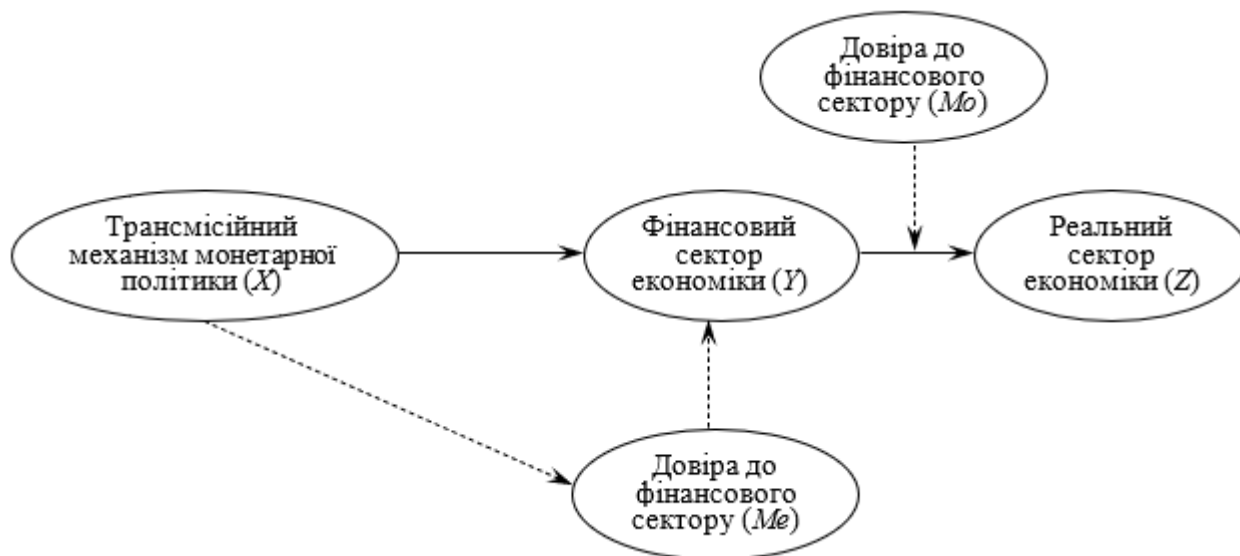 Довіра до
фінансового
сектору (Mo)
Трансмісійний
механізм монетарної
політики (X)
Фінансовий
сектор
економіки (Y)
Реальний
сектор
економіки (Z)
Довіра до
фінансового
сектору (Me)